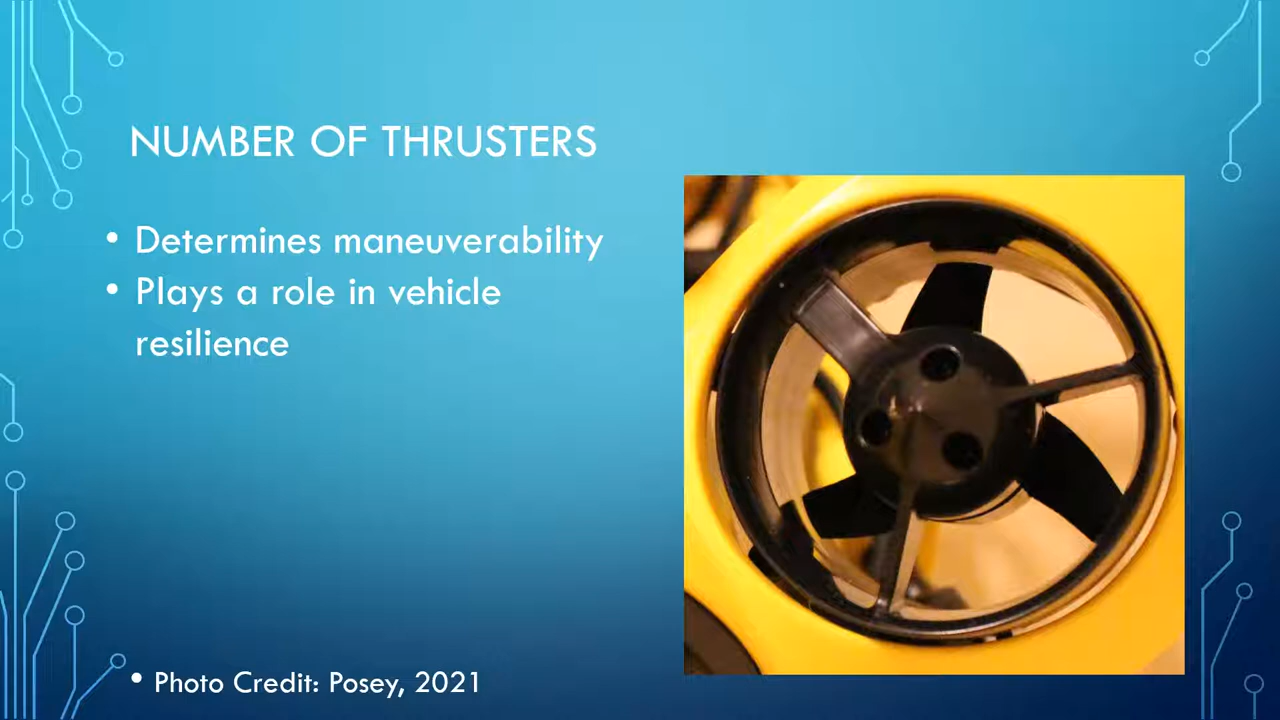 NUMBER OF THRUSTERS
• Determines maneuverability
• Plays a role in vehicle
resilience
• Photo Credit: Posey, 2021